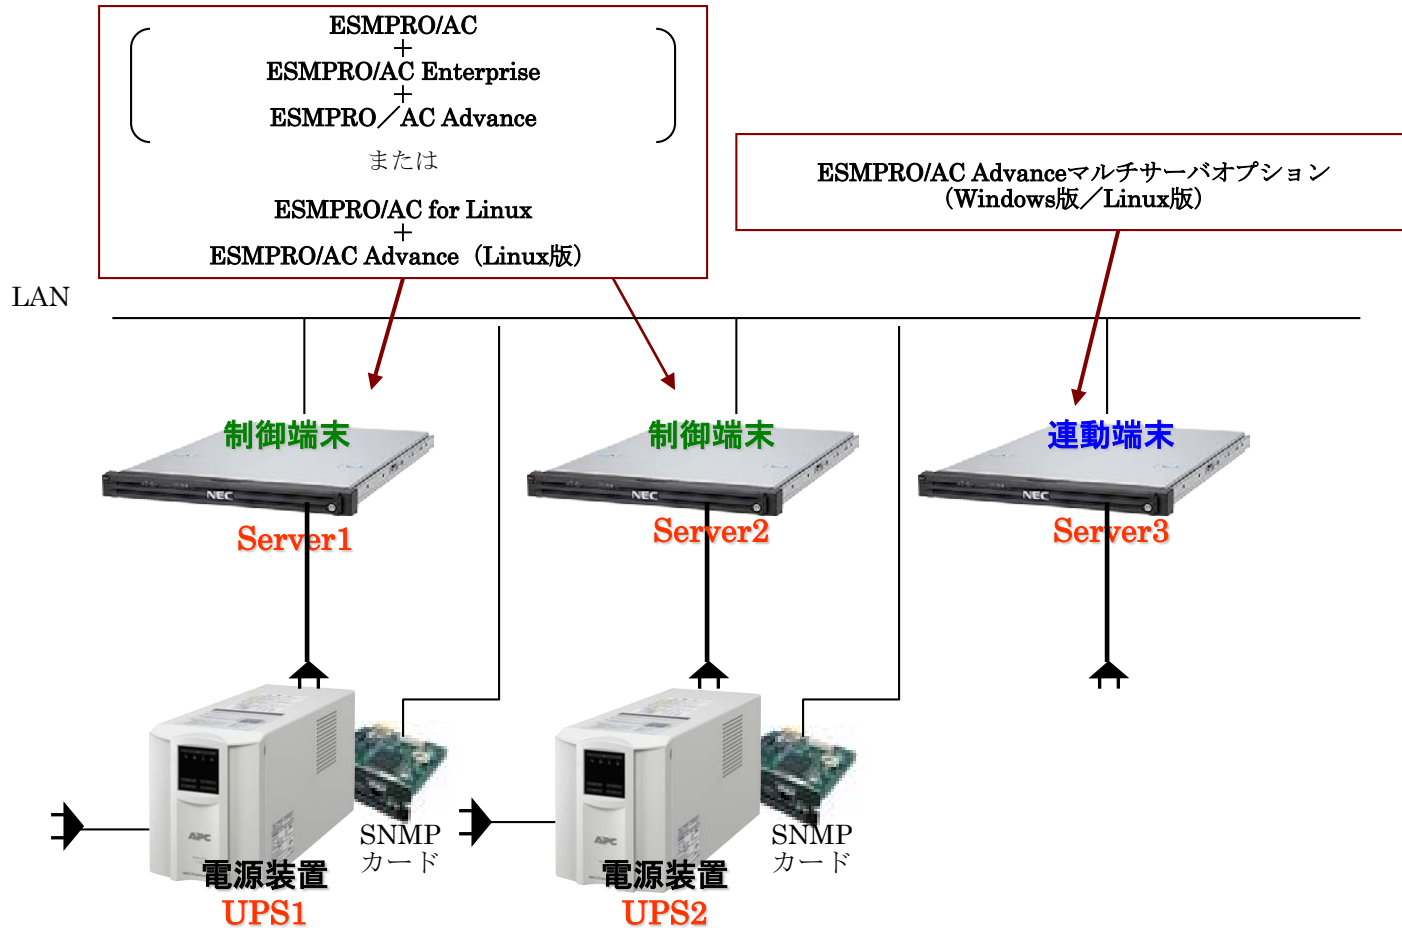 ESMPRO/AC
＋
ESMPRO/AC Enterprise
＋
ESMPRO／AC Advance
または
ESMPRO/AC for Linux
＋
ESMPRO/AC Advance（Linux版）
ESMPRO/AC Advanceマルチサーバオプション
（Windows版／Linux版）
LAN
制御端末
制御端末
連動端末
NEC
NEC
NEC
Server1
Server2
Server3
APC
APC
SNMP
カード
SNMP
カード
電源装置
UPS1
電源装置
UPS2